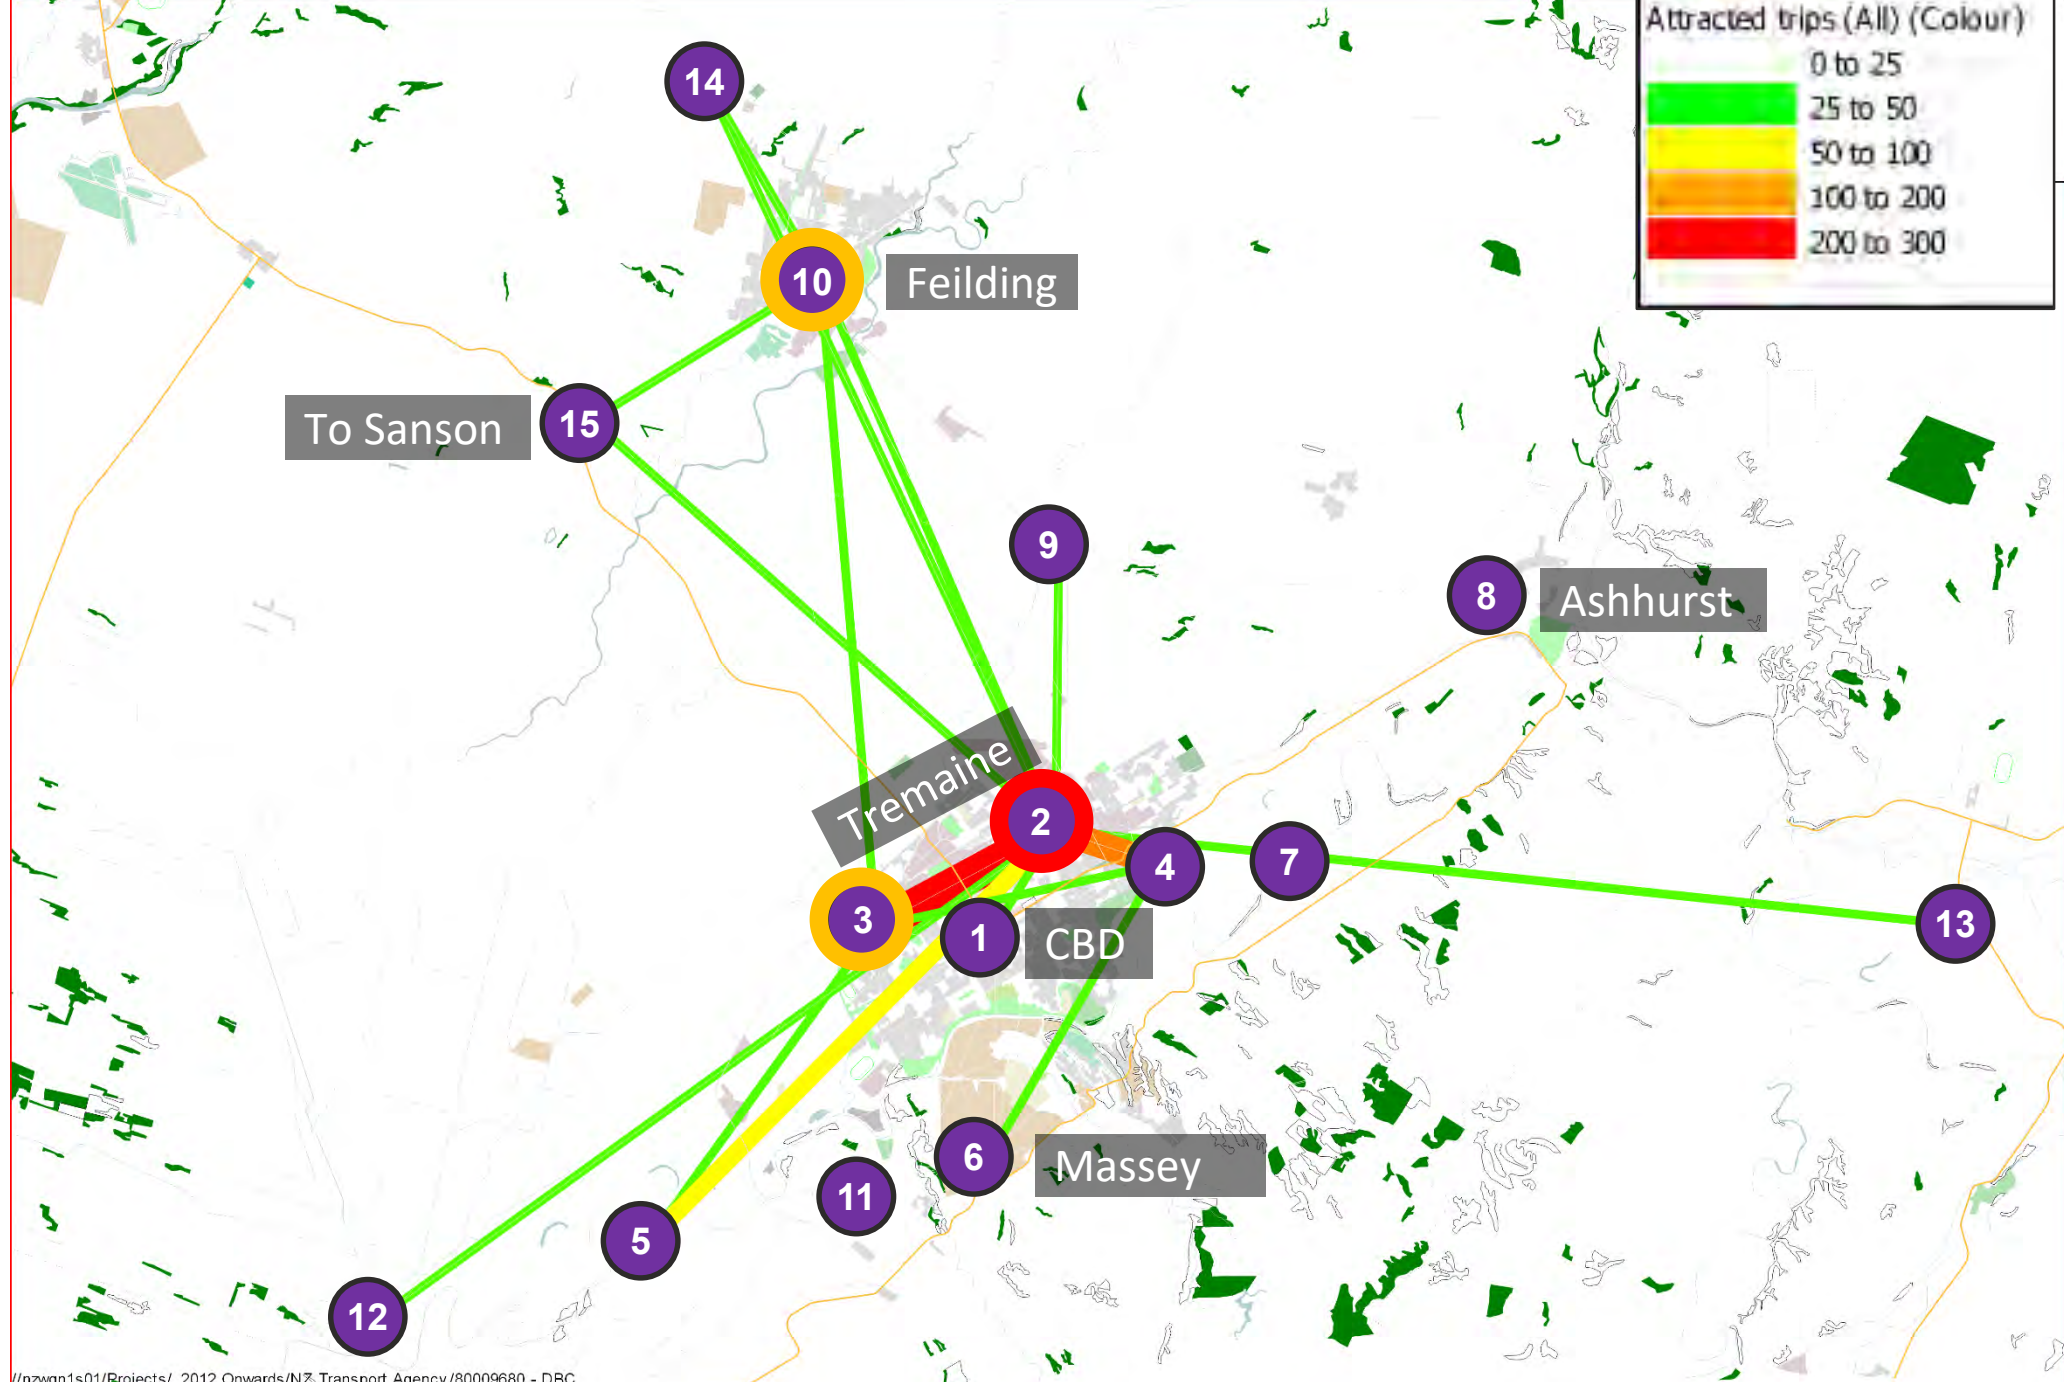 Attracted trips (All) (Colour)
0 to 25
25 to 50
50 to 100
100 to 200
200 to 300
14
10
Feilding
To Sanson
15
9
8
Ashhurst
Tremaine
2
4
7
3
1
CBD
13
6
Massey
11
5
12
//nzwgn1s01/Projects/_2012 Onwards/NZ Transport Agency/80009680 - DBC